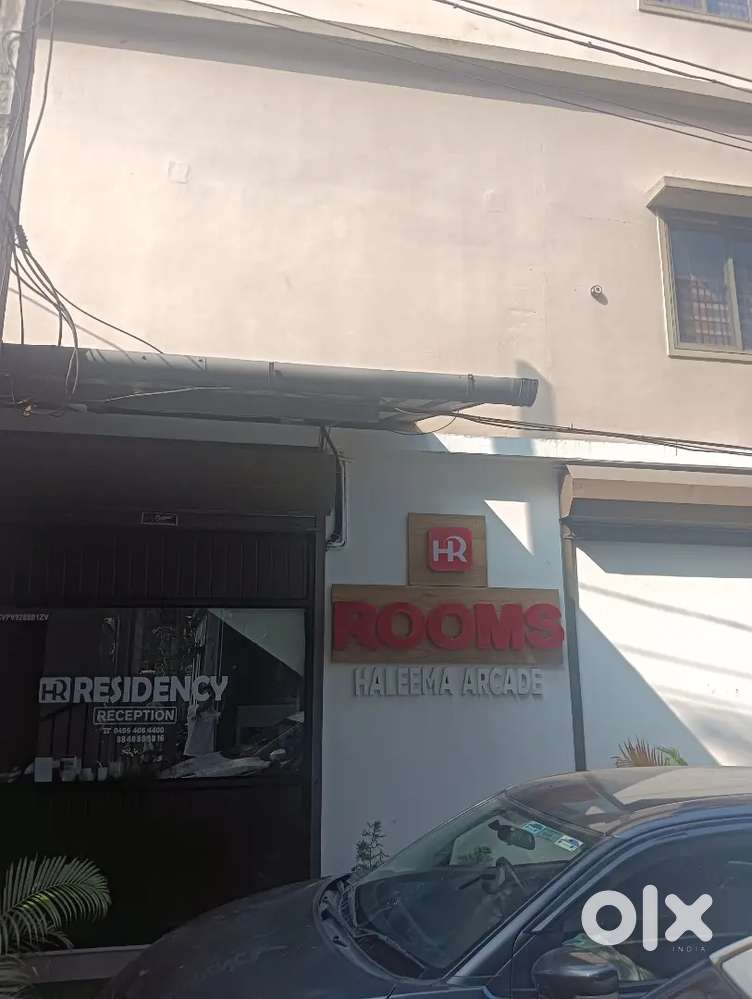 HR
ROOMS
HALEEMA ARCADE
HR RESIDENCY
RECEPTION
olx
INDIA